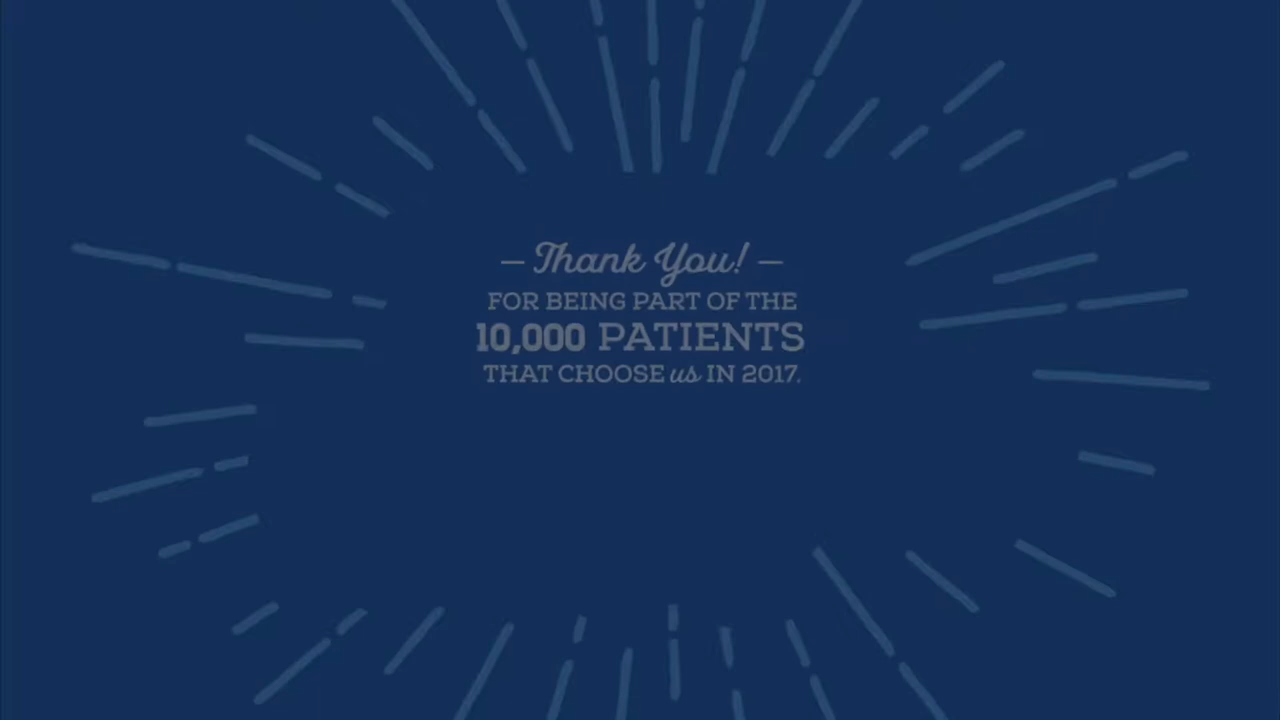 – Thank You! –
FOR BEING PART OF THE
10,000 PATIENTS
THAT CHOOSE us IN 2017.